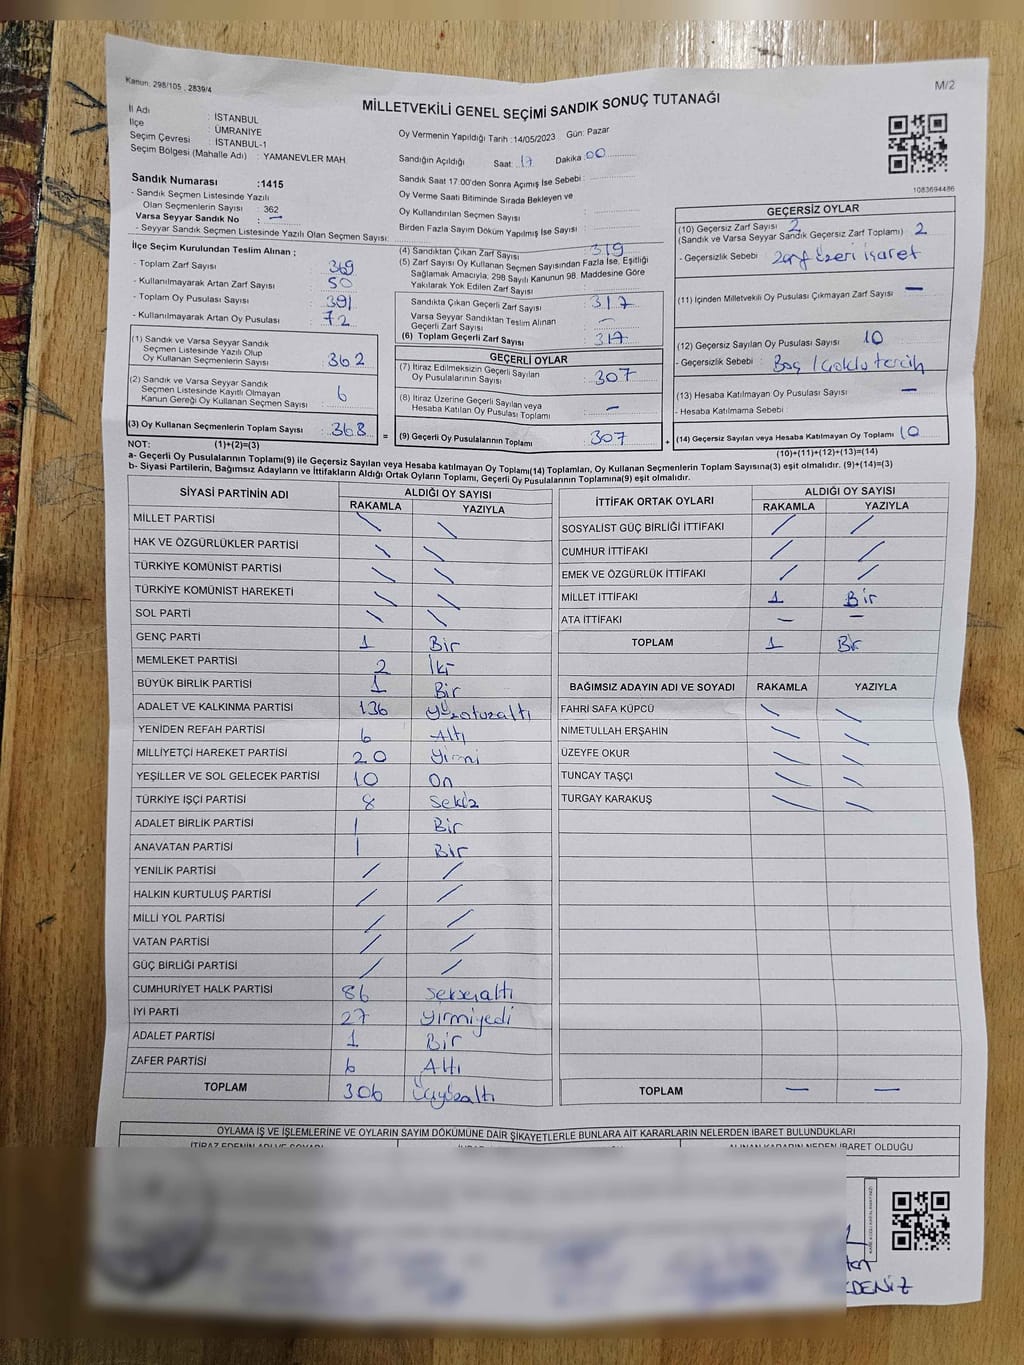 Kanun, 298/105 , 2839/4
M/2
MİLLETVEKİLİ GENEL SEÇİMİ SANDIK SONUÇ TUTANAĞI
İl Adı : İSTANBUL
İlçe : ÜMRANİYE
Seçim Çevresi : İSTANBUL-1
Seçim Bölgesi (Mahalle Adı) : YAMANEVLER MAH.
Oy Vermenin Yapıldığı Tarih :14/05/2023 Gün: Pazar
Sandığın Açıldığı Saat: 17 Dakika :00
Sandık Saat 17:00'den Sonra Açımış İse Sebebi :
Oy Verme Saati Bitiminde Sırada Bekleyen ve
Oy Kullandırılan Seçmen Sayısı :
Birden Fazla Sayım Döküm Yapılmış İse Sayısı :
1083694486
Sandık Numarası :1415
- Sandık Seçmen Listesinde Yazılı
Olan Seçmenlerin Sayısı : 362
Varsa Seyyar Sandık No : —
- Seyyar Sandık Seçmen Listesinde Yazılı Olan Seçmen Sayısı:
İlçe Seçim Kurulundan Teslim Alınan ;
- Toplam Zarf Sayısı : 369
- Kullanılmayarak Artan Zarf Sayısı : 50
- Toplam Oy Pusulası Sayısı : 391
- Kullanılmayarak Artan Oy Pusulası : 72
(1) Sandık ve Varsa Seyyar Sandık
Seçmen Listesinde Yazılı Olup
Oy Kullanan Seçmenlerin Sayısı : 362
(2) Sandık ve Varsa Seyyar Sandık
Seçmen Listesinde Kayıtlı Olmayan
Kanun Gereği Oy Kullanan Seçmen Sayısı : 6
(3) Oy Kullanan Seçmenlerin Toplam Sayısı : 368
(4) Sandıktan Çıkan Zarf Sayısı : 319
(5) Zarf Sayısı Oy Kullanan Seçmen Sayısından Fazla İse, Eşitliği
Sağlamak Amacıyla; 298 Sayılı Kanunun 98. Maddesine Göre
Yakılarak Yok Edilen Zarf Sayısı :
Sandıkta Çıkan Geçerli Zarf Sayısı : 317
Varsa Seyyar Sandıktan Teslim Alınan
Geçerli Zarf Sayısı : —
(6) Toplam Geçerli Zarf Sayısı : 317
GEÇERLİ OYLAR
(7) İtiraz Edilmeksizin Geçerli Sayılan
Oy Pusulalarının Sayısı : 307
(8) İtiraz Üzerine Geçerli Sayılan veya
Hesaba Katılan Oy Pusulası Toplamı : —
= (9) Geçerli Oy Pusulalarının Toplamı : 307
GEÇERSİZ OYLAR
(10) Geçersiz Zarf Sayısı : 2
(Sandık ve Varsa Seyyar Sandık Geçersiz Zarf Toplamı) 2
- Geçersizlik Sebebi : Zarf üzeri işaret
(11) İçinden Milletvekili Oy Pusulası Çıkmayan Zarf Sayısı : —
(12) Geçersiz Sayılan Oy Pusulası Sayısı : 10
- Geçersizlik Sebebi : Boş / Çoklu tercih
(13) Hesaba Katılmayan Oy Pusulası Sayısı : —
- Hesaba Katılmama Sebebi :
+ (14) Geçersiz Sayılan veya Hesaba Katılmayan Oy Toplamı 10
NOT: (1)+(2)=(3)
(10)+(11)+(12)+(13)=(14)
a- Geçerli Oy Pusulalarının Toplamı(9) ile Geçersiz Sayılan veya Hesaba katılmayan Oy Toplamı(14) Toplamları, Oy Kullanan Seçmenlerin Toplam Sayısına(3) eşit olmalıdır. (9)+(14)=(3)
b- Siyasi Partilerin, Bağımsız Adayların ve İttifakların Aldığı Ortak Oyların Toplamı, Geçerli Oy Pusulalarının Toplamına(9) eşit olmalıdır.
SİYASİ PARTİNİN ADI ALDIĞI OY SAYISI
RAKAMLA YAZIYLA
MİLLET PARTİSİ
HAK VE ÖZGÜRLÜKLER PARTİSİ
TÜRKİYE KOMÜNİST PARTİSİ
TÜRKİYE KOMÜNİST HAREKETİ
SOL PARTİ
GENÇ PARTİ 1 Bir
MEMLEKET PARTİSİ 2 İki
BÜYÜK BİRLİK PARTİSİ 1 Bir
ADALET VE KALKINMA PARTİSİ 136 yüzotuzaltı
YENİDEN REFAH PARTİSİ 6 Altı
MİLLİYETÇİ HAREKET PARTİSİ 20 Yirmi
YEŞİLLER VE SOL GELECEK PARTİSİ 10 On
TÜRKİYE İŞÇİ PARTİSİ 8 Sekiz
ADALET BİRLİK PARTİSİ 1 Bir
ANAVATAN PARTİSİ 1 Bir
YENİLİK PARTİSİ
HALKIN KURTULUŞ PARTİSİ
MİLLİ YOL PARTİSİ
VATAN PARTİSİ
GÜÇ BİRLİĞİ PARTİSİ
CUMHURİYET HALK PARTİSİ 86 Seksenaltı
İYİ PARTİ 27 yirmiyedi
ADALET PARTİSİ 1 Bir
ZAFER PARTİSİ 6 Altı
TOPLAM 306 Üçyüzaltı
İTTİFAK ORTAK OYLARI ALDIĞI OY SAYISI
RAKAMLA YAZIYLA
SOSYALİST GÜÇ BİRLİĞİ İTTİFAKI
CUMHUR İTTİFAKI
EMEK VE ÖZGÜRLÜK İTTİFAKI
MİLLET İTTİFAKI 1 Bir
ATA İTTİFAKI — —
TOPLAM 1 Bir
BAĞIMSIZ ADAYIN ADI VE SOYADI RAKAMLA YAZIYLA
FAHRİ SAFA KÜPCÜ
NİMETULLAH ERŞAHİN
ÜZEYFE OKUR
TUNCAY TAŞÇI
TURGAY KARAKUŞ
TOPLAM — —
OYLAMA İŞ VE İŞLEMLERİNE VE OYLARIN SAYIM DÖKÜMÜNE DAİR ŞİKAYETLERLE BUNLARA AİT KARARLARIN NELERDEN İBARET BULUNDUKLARI
İTİRAZ EDENİN ADI VE SOYADI
ALINAN KARARIN NEDEN İBARET OLDUĞU